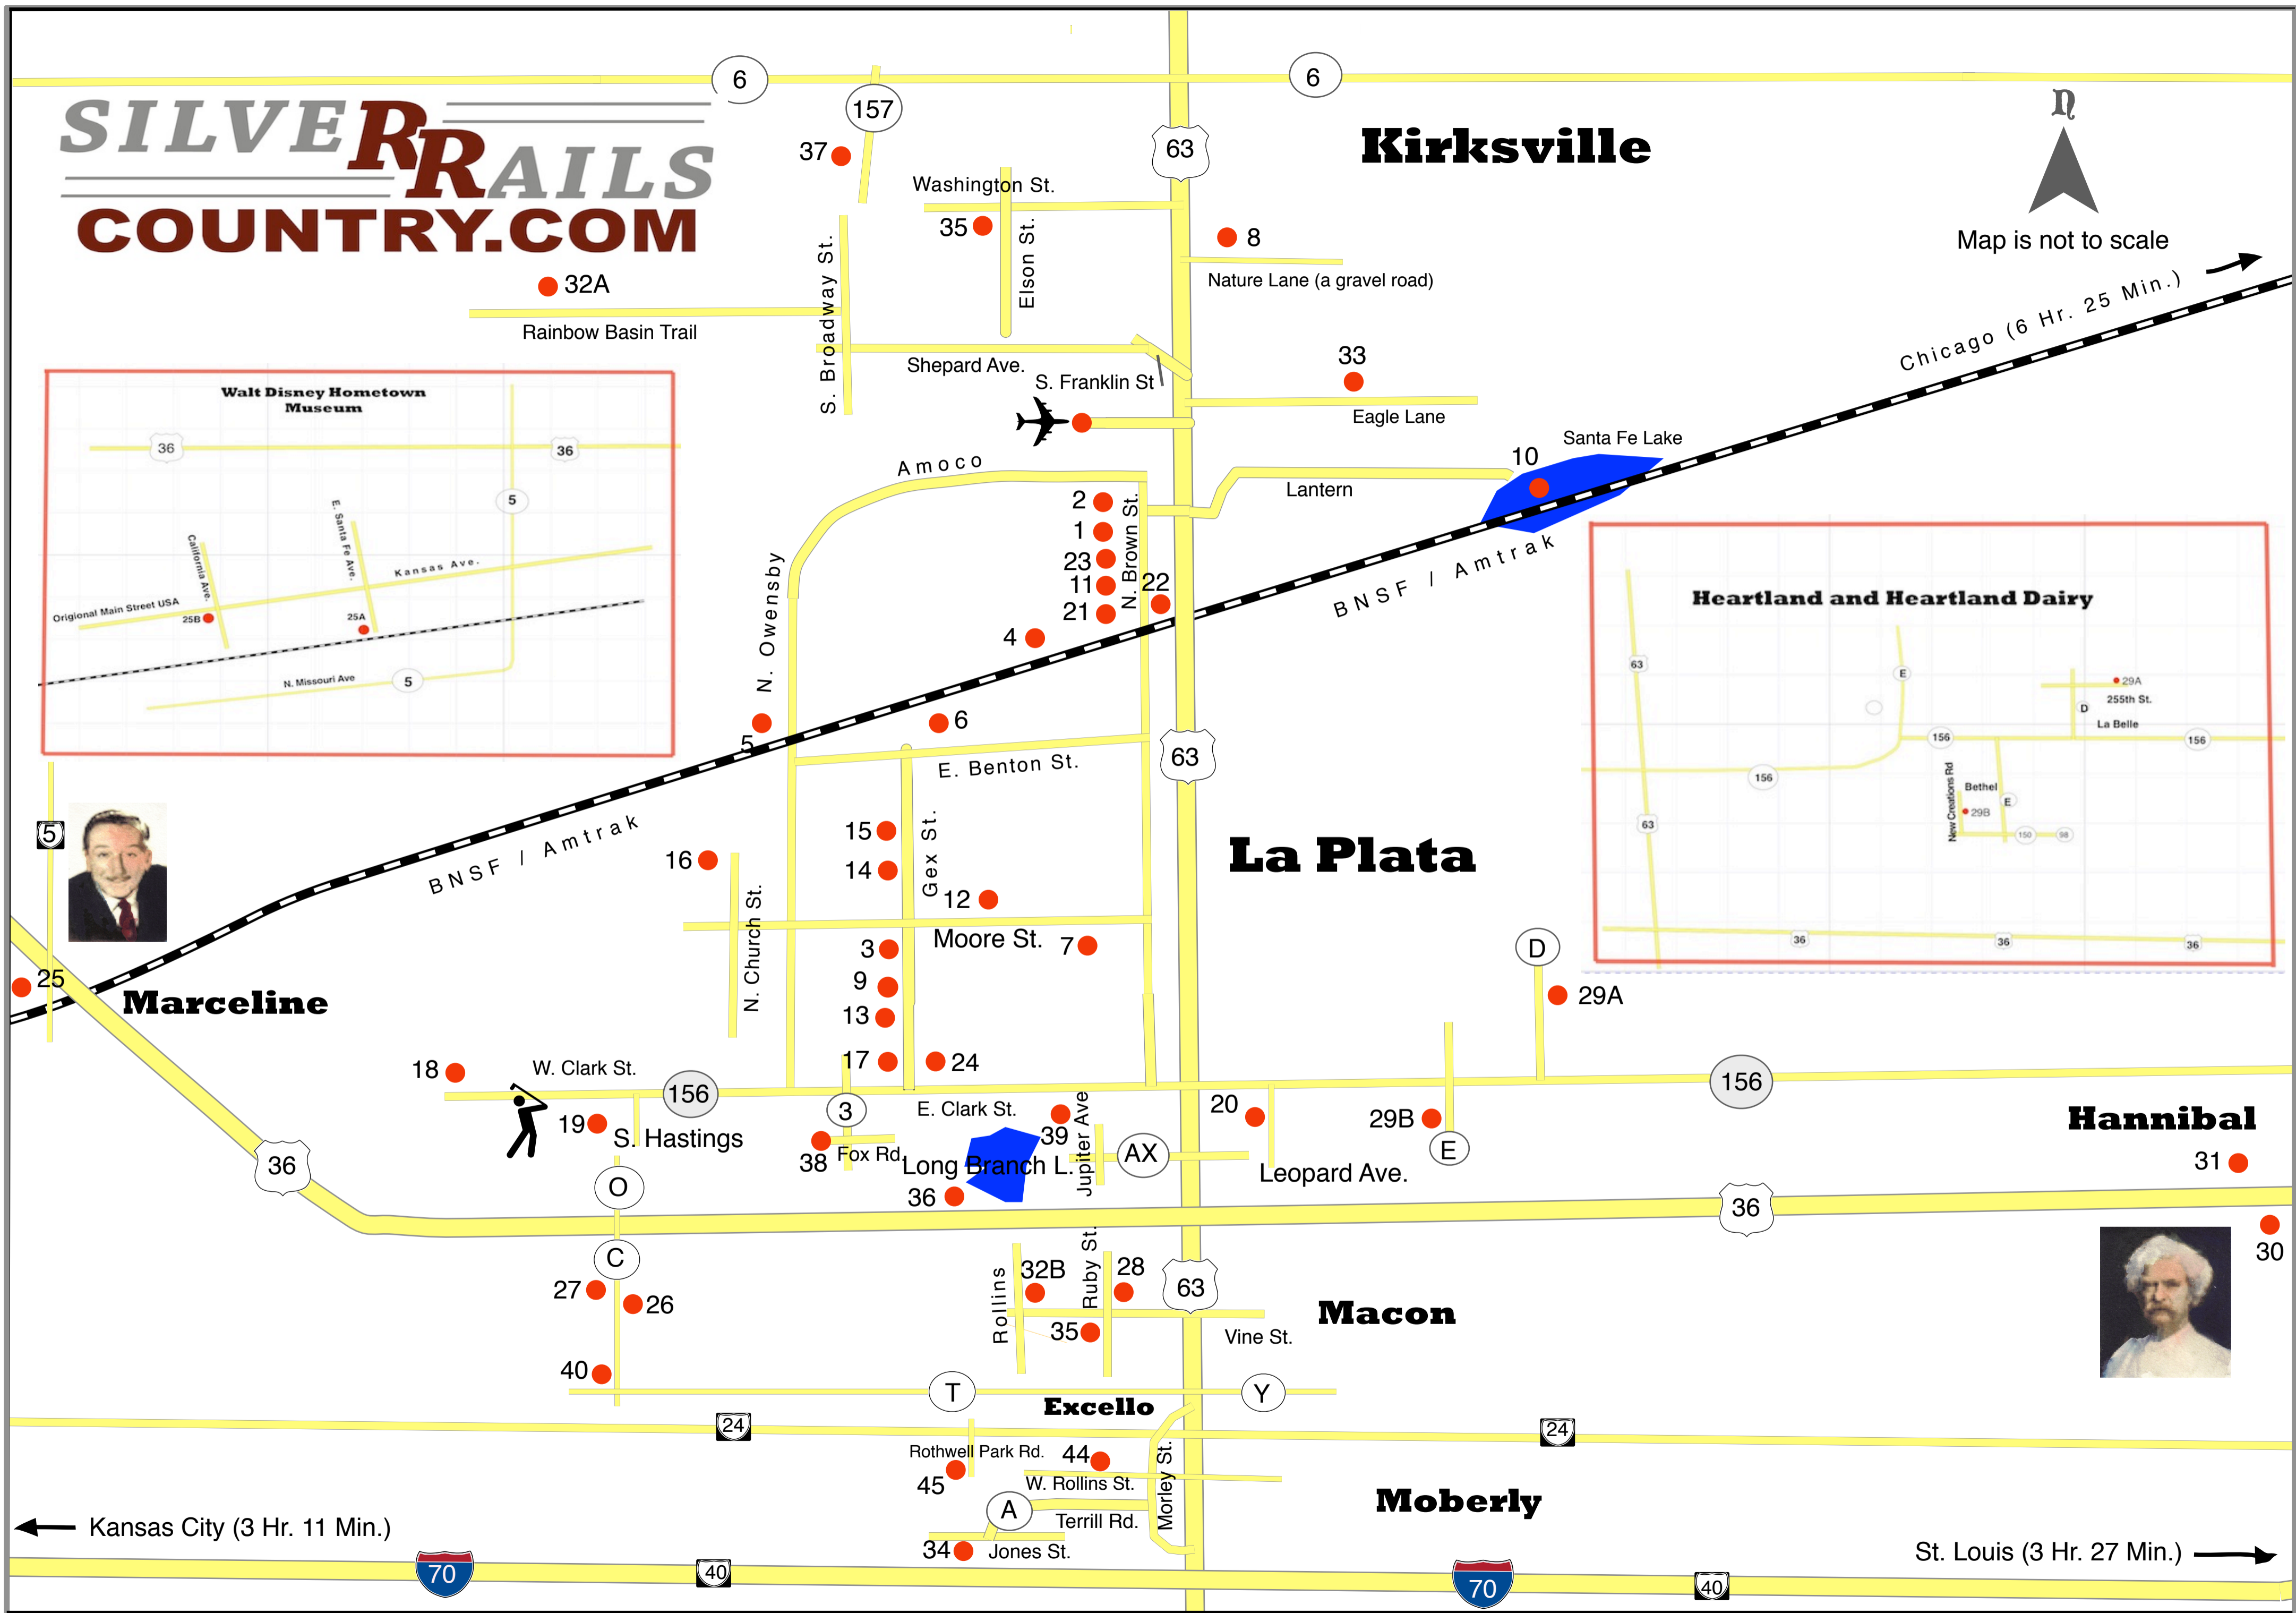 6
6
157
SILVER RAILS
COUNTRY.COM
63
Kirksville
n
Map is not to scale
37
Washington St.
35
Elson St.
8
Nature Lane (a gravel road)
32A
Rainbow Basin Trail
S. Broadway St.
Shepard Ave.
S. Franklin St
33
Eagle Lane
Chicago (6 Hr. 25 Min.)
Walt Disney Hometown
Museum
36
36
5
E. Santa Fe Ave.
California Ave.
Kansas Ave.
Origional Main Street USA
25B
25A
N. Missouri Ave
5
Amoco
Lantern
10
Santa Fe Lake
2
1
23
11
21
N. Brown St.
22
4
N. Owensby
BNSF / Amtrak
5
6
E. Benton St.
63
Heartland and Heartland Dairy
63
E
29A
255th St.
D
La Belle
156
156
156
New Creations Rd
Bethel
E
29B
150
98
63
36
36
36
5
BNSF / Amtrak
16
15
14
Gex St.
12
La Plata
N. Church St.
Moore St.
3
7
9
13
17
24
D
29A
25
Marceline
18
W. Clark St.
156
156
3
E. Clark St.
19
S. Hastings
38
Fox Rd.
39
Jupiter Ave
Long Branch L.
AX
20
Leopard Ave.
29B
E
Hannibal
31
36
O
36
36
30
C
27
26
Rollins
32B
Ruby St.
28
63
Macon
35
Vine St.
40
T
Y
Excello
24
24
Rothwell Park Rd.
44
45
W. Rollins St.
Morley St.
A
Terrill Rd.
Moberly
34
Jones St.
Kansas City (3 Hr. 11 Min.)
St. Louis (3 Hr. 27 Min.)
70
40
70
40